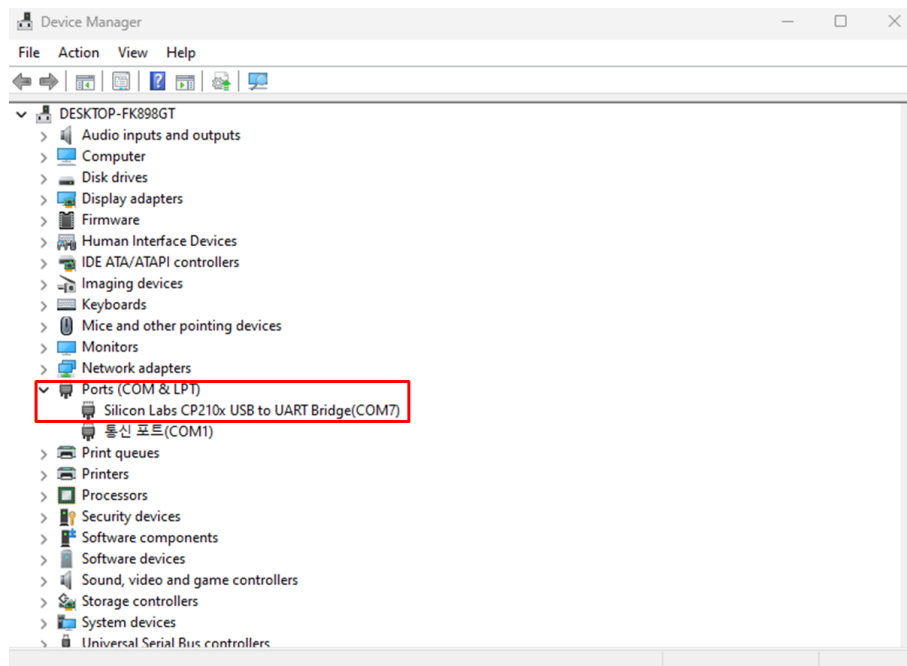 Device Manager
File Action View Help
DESKTOP-FK898GT
Audio inputs and outputs
Computer
Disk drives
Display adapters
Firmware
Human Interface Devices
IDE ATA/ATAPI controllers
Imaging devices
Keyboards
Mice and other pointing devices
Monitors
Network adapters
Ports (COM & LPT)
Silicon Labs CP210x USB to UART Bridge(COM7)
통신 포트(COM1)
Print queues
Printers
Processors
Security devices
Software components
Software devices
Sound, video and game controllers
Storage controllers
System devices
Universal Serial Bus controllers